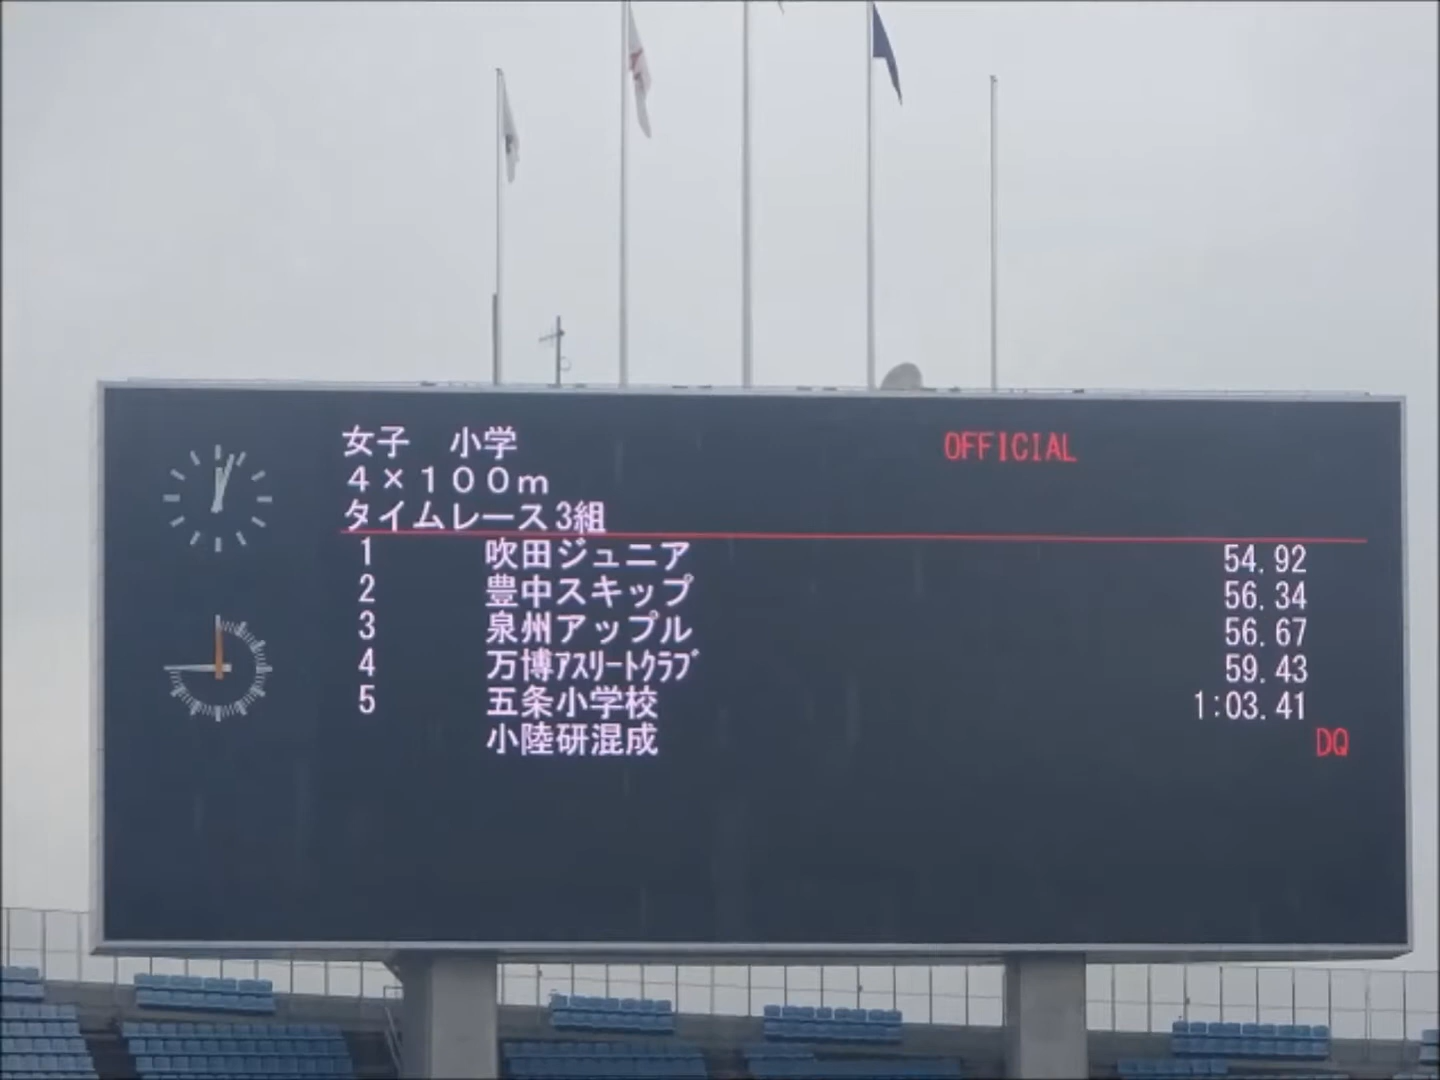 女子　小学 OFFICIAL
４×１００ｍ
タイムレース3組
1 吹田ジュニア 54.92
2 豊中スキップ 56.34
3 泉州アップル 56.67
4 万博ｱｽﾘｰﾄｸﾗﾌﾞ 59.43
5 五条小学校 1:03.41
小陸研混成 DQ